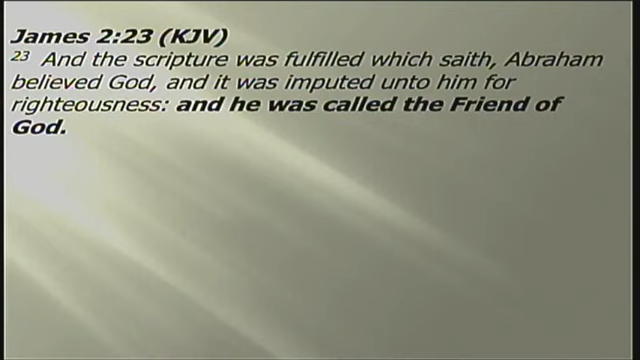 James 2:23 (KJV)
23 And the scripture was fulfilled which saith, Abraham
believed God, and it was imputed unto him for
righteousness: and he was called the Friend of
God.